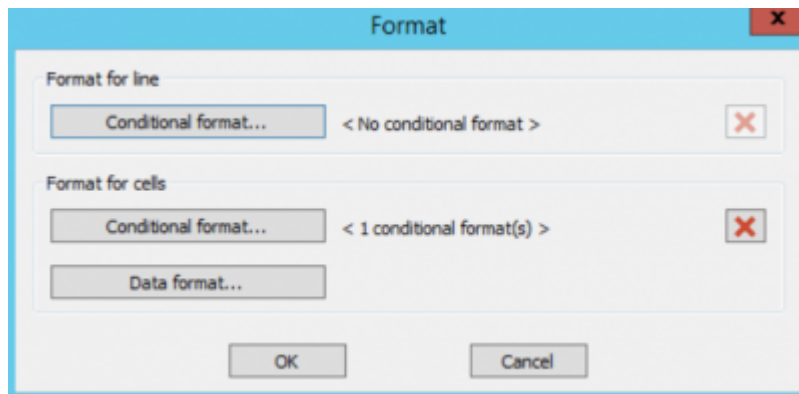 Format
Format for line
Conditional format... < No conditional format >
Format for cells
Conditional format... < 1 conditional format(s) >
Data format...
OK Cancel